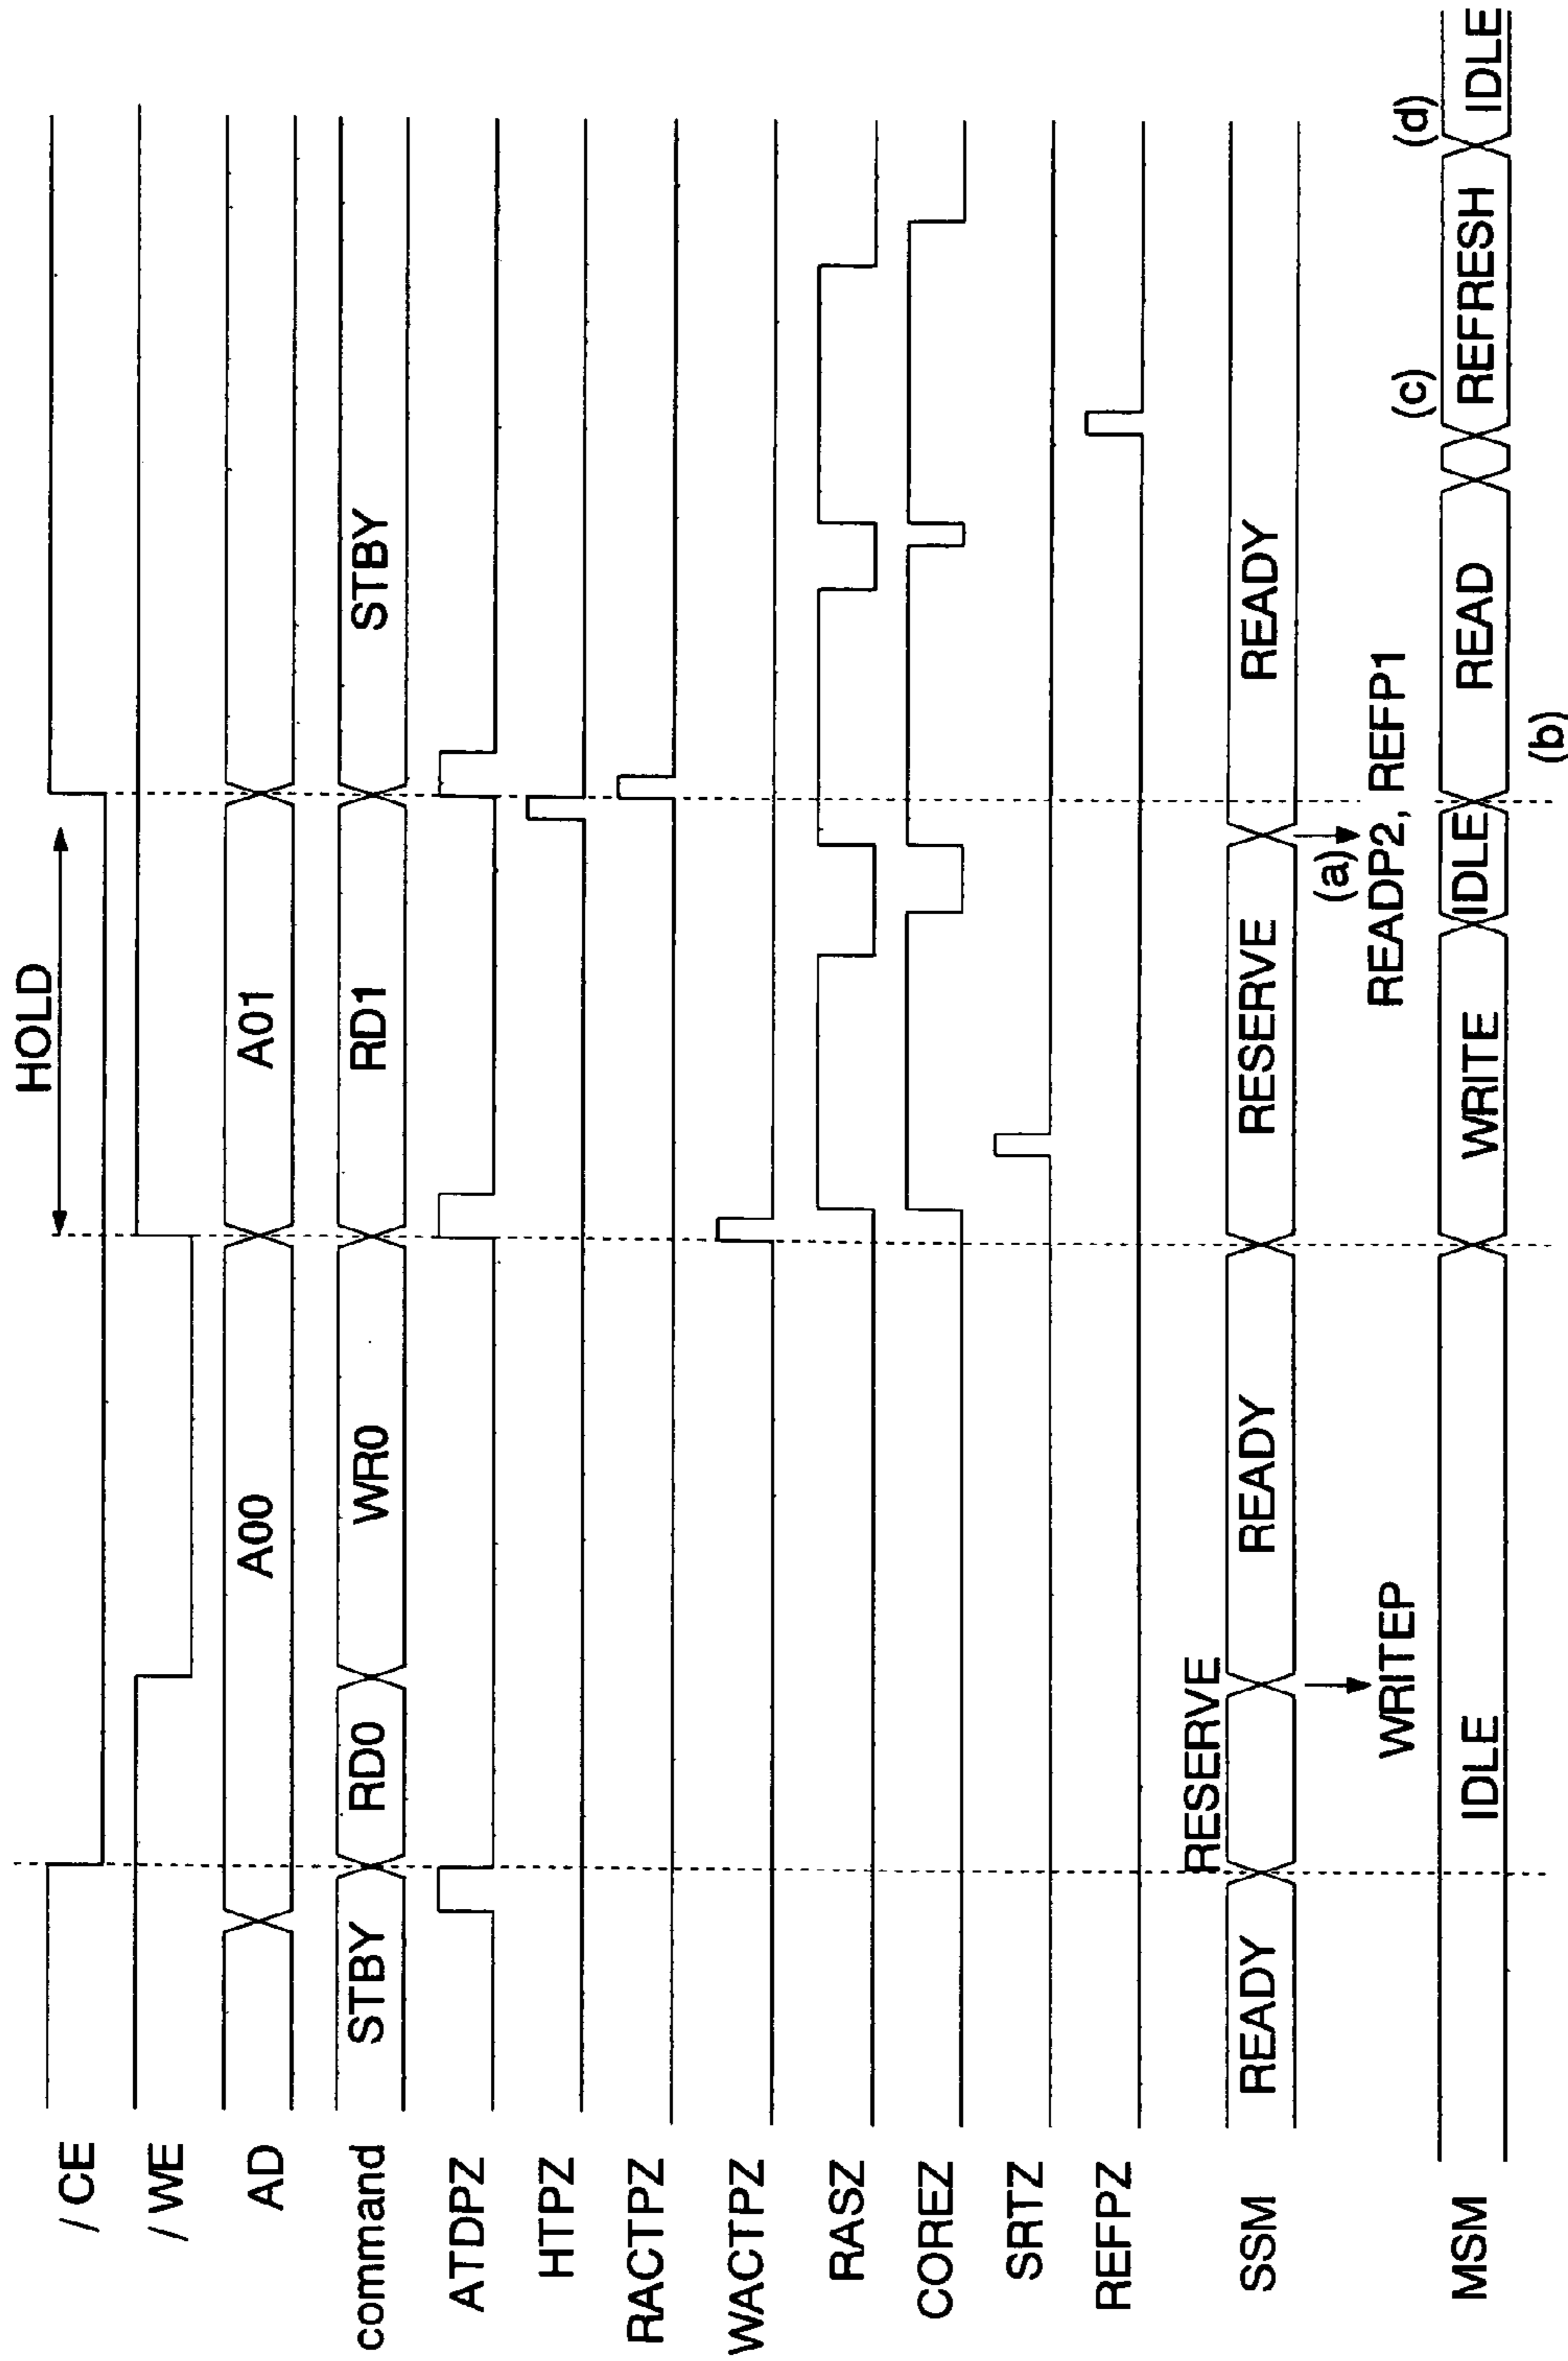 HOLD
/ CE
/ WE
AD A00 A01
command STBY RD0 WR0 RD1 STBY
ATDPZ
HTPZ
RACTPZ
WACTPZ
RASZ
COREZ
SRTZ
REFPZ
RESERVE
SSM READY READY RESERVE READY
(a)
WRITEP READP2, REFP1
(c) (d)
MSM IDLE WRITE IDLE READ REFRESH IDLE
(b)